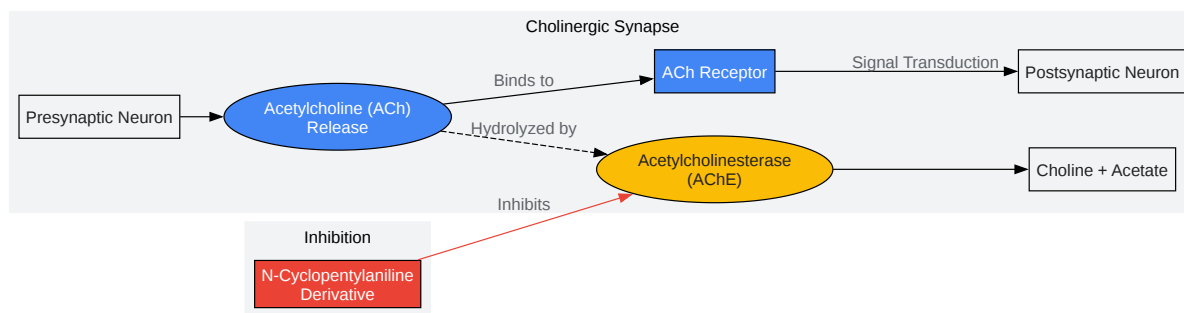 Cholinergic Synapse
Presynaptic Neuron
Acetylcholine (ACh)
Release
Binds to
ACh Receptor
Signal Transduction
Postsynaptic Neuron
Hydrolyzed by
Acetylcholinesterase
(AChE)
Choline + Acetate
Inhibits
Inhibition
N-Cyclopentylaniline
Derivative